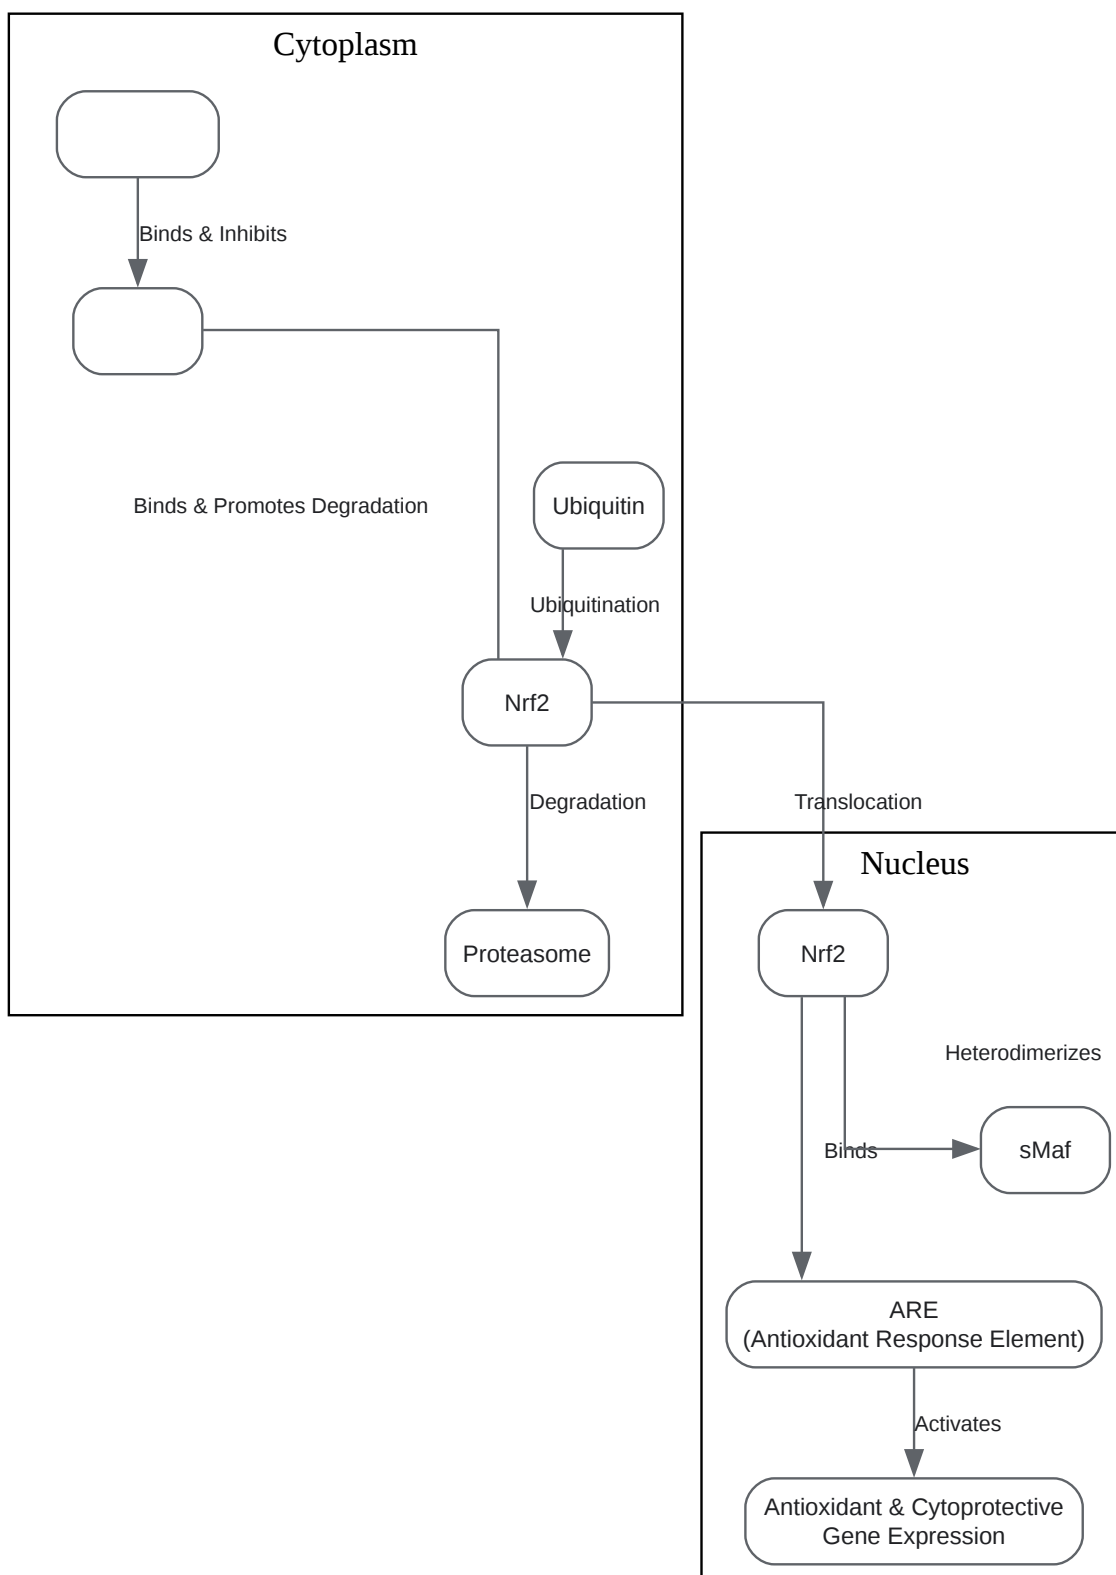 Cytoplasm
Binds & Inhibits
Binds & Promotes Degradation
Ubiquitin
Ubiquitination
Nrf2
Degradation
Translocation
Proteasome
Nucleus
Nrf2
Heterodimerizes
Binds
sMaf
ARE
(Antioxidant Response Element)
Activates
Antioxidant & Cytoprotective
Gene Expression